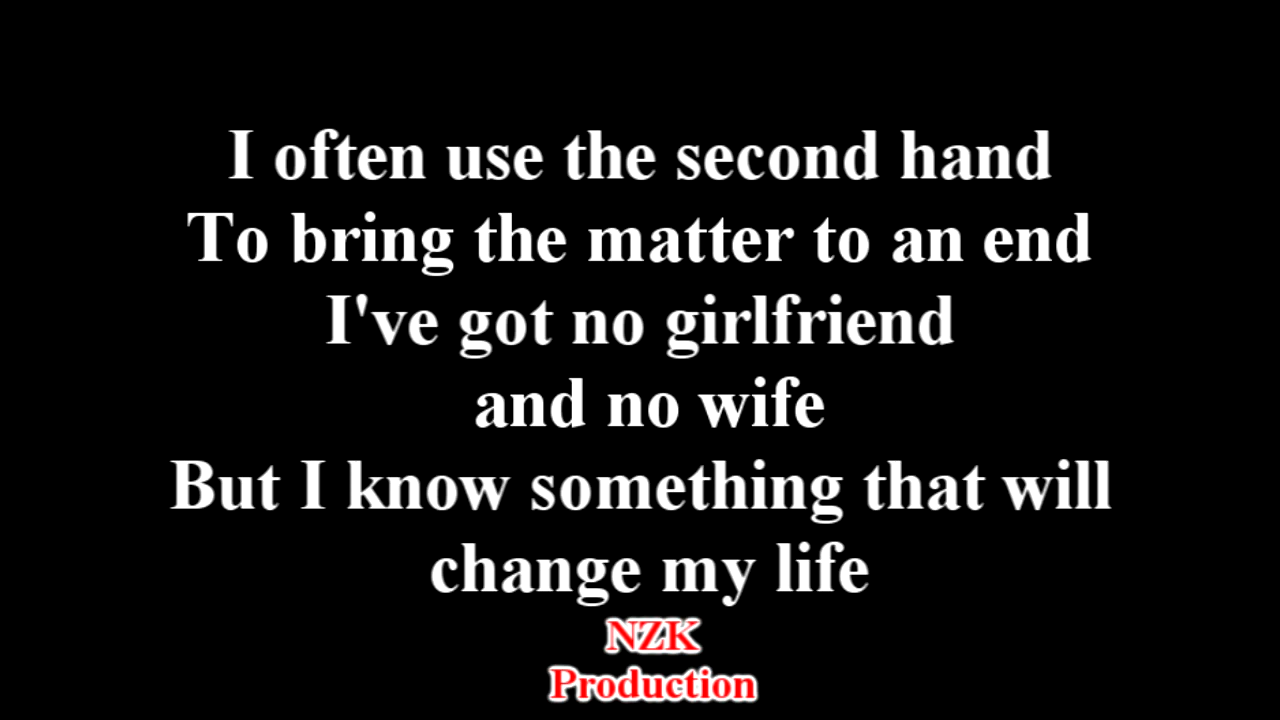 I often use the second hand
To bring the matter to an end
I've got no girlfriend
and no wife
But I know something that will
change my life
NZK
Production